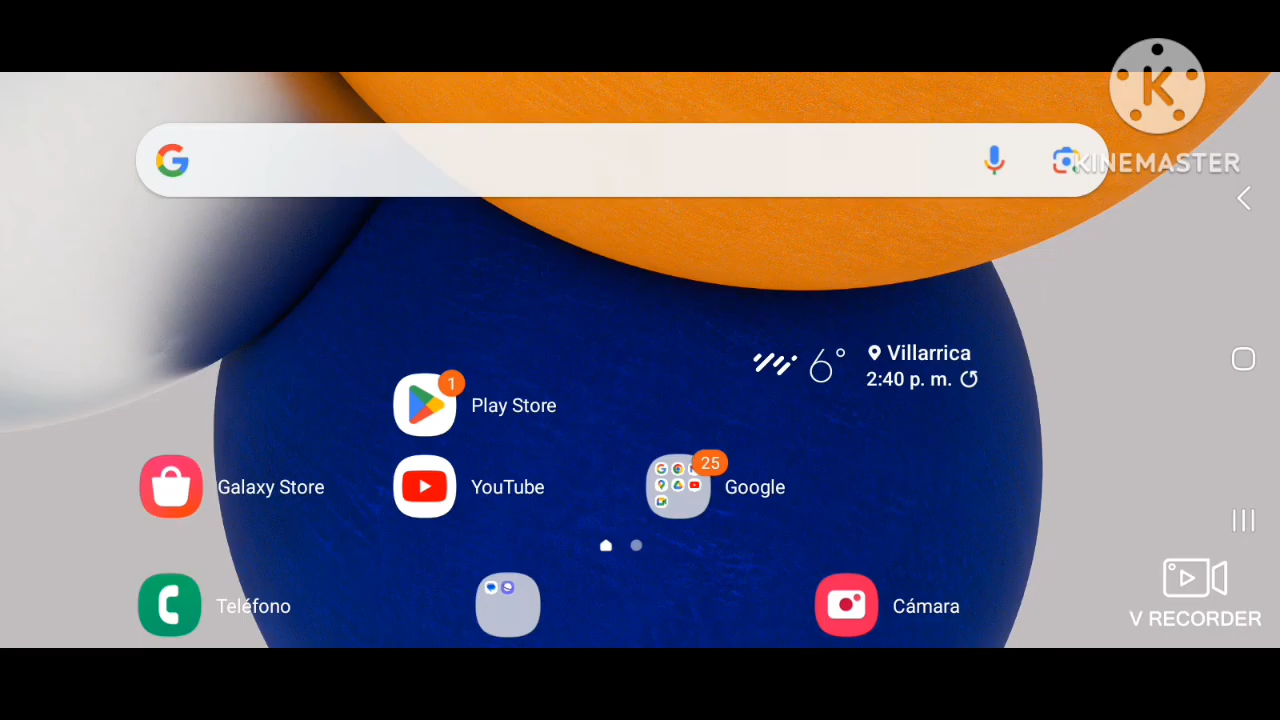 K
KINEMASTER
6°
Villarrica
2:40 p. m.
1
Play Store
Galaxy Store
YouTube
25
Google
Teléfono
Cámara
V RECORDER